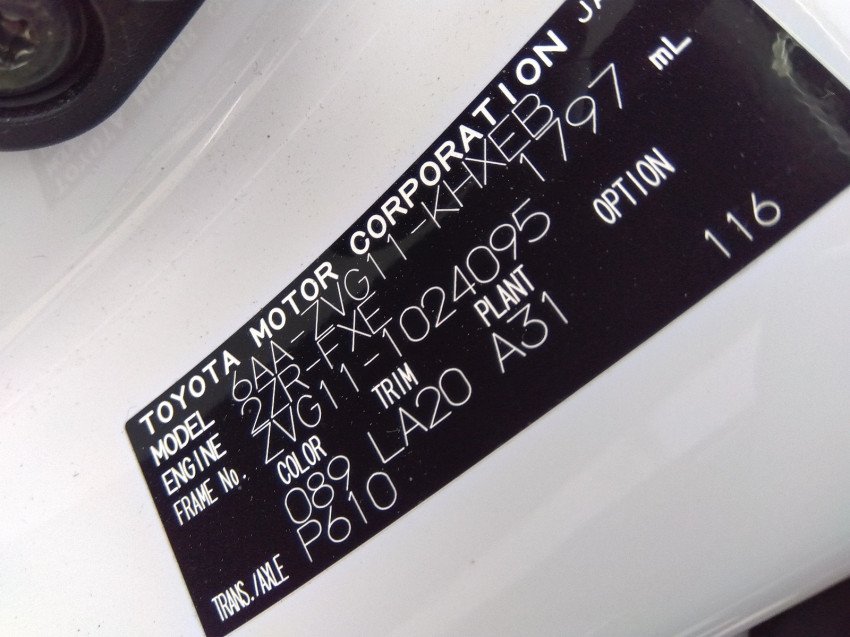 TOYOTA MOTOR CORPORATION
MODEL 6AA-ZVG11-KHXEB
ENGINE 2ZR-FXE 1797 mL
FRAME No. ZVG11-1024095
COLOR TRIM PLANT OPTION
089 LA20 A31 116
TRANS./AXLE P610